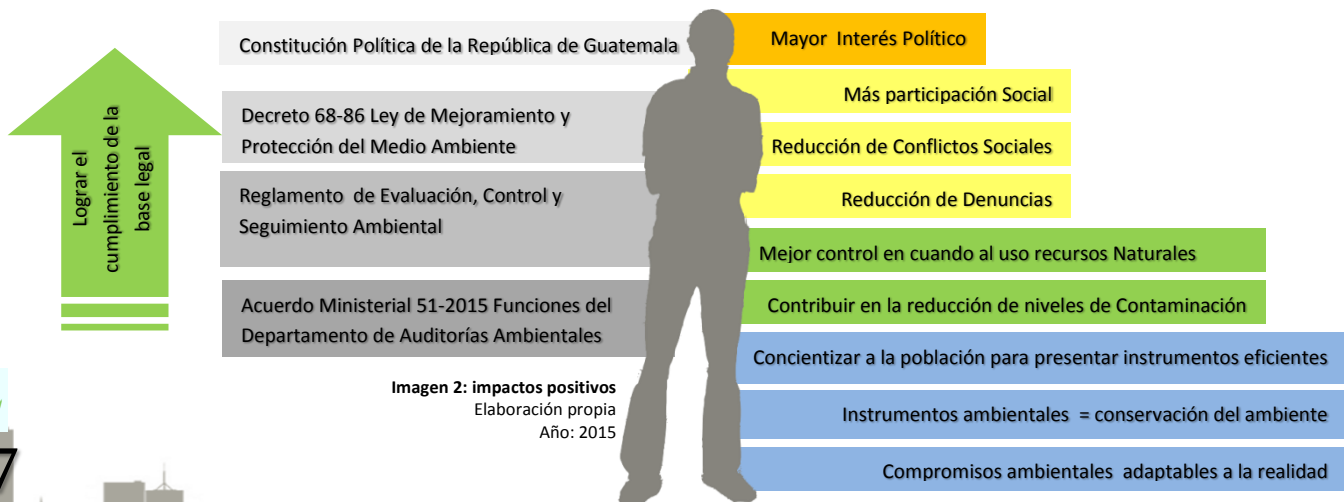 Lograr el
cumplimiento de la
base legal
Constitución Política de la República de Guatemala
Decreto 68-86 Ley de Mejoramiento y
Protección del Medio Ambiente
Reglamento de Evaluación, Control y
Seguimiento Ambiental
Acuerdo Ministerial 51-2015 Funciones del
Departamento de Auditorías Ambientales
Imagen 2: impactos positivos
Elaboración propia
Año: 2015
Mayor Interés Político
Más participación Social
Reducción de Conflictos Sociales
Reducción de Denuncias
Mejor control en cuando al uso recursos Naturales
Contribuir en la reducción de niveles de Contaminación
Concientizar a la población para presentar instrumentos eficientes
Instrumentos ambientales = conservación del ambiente
Compromisos ambientales adaptables a la realidad